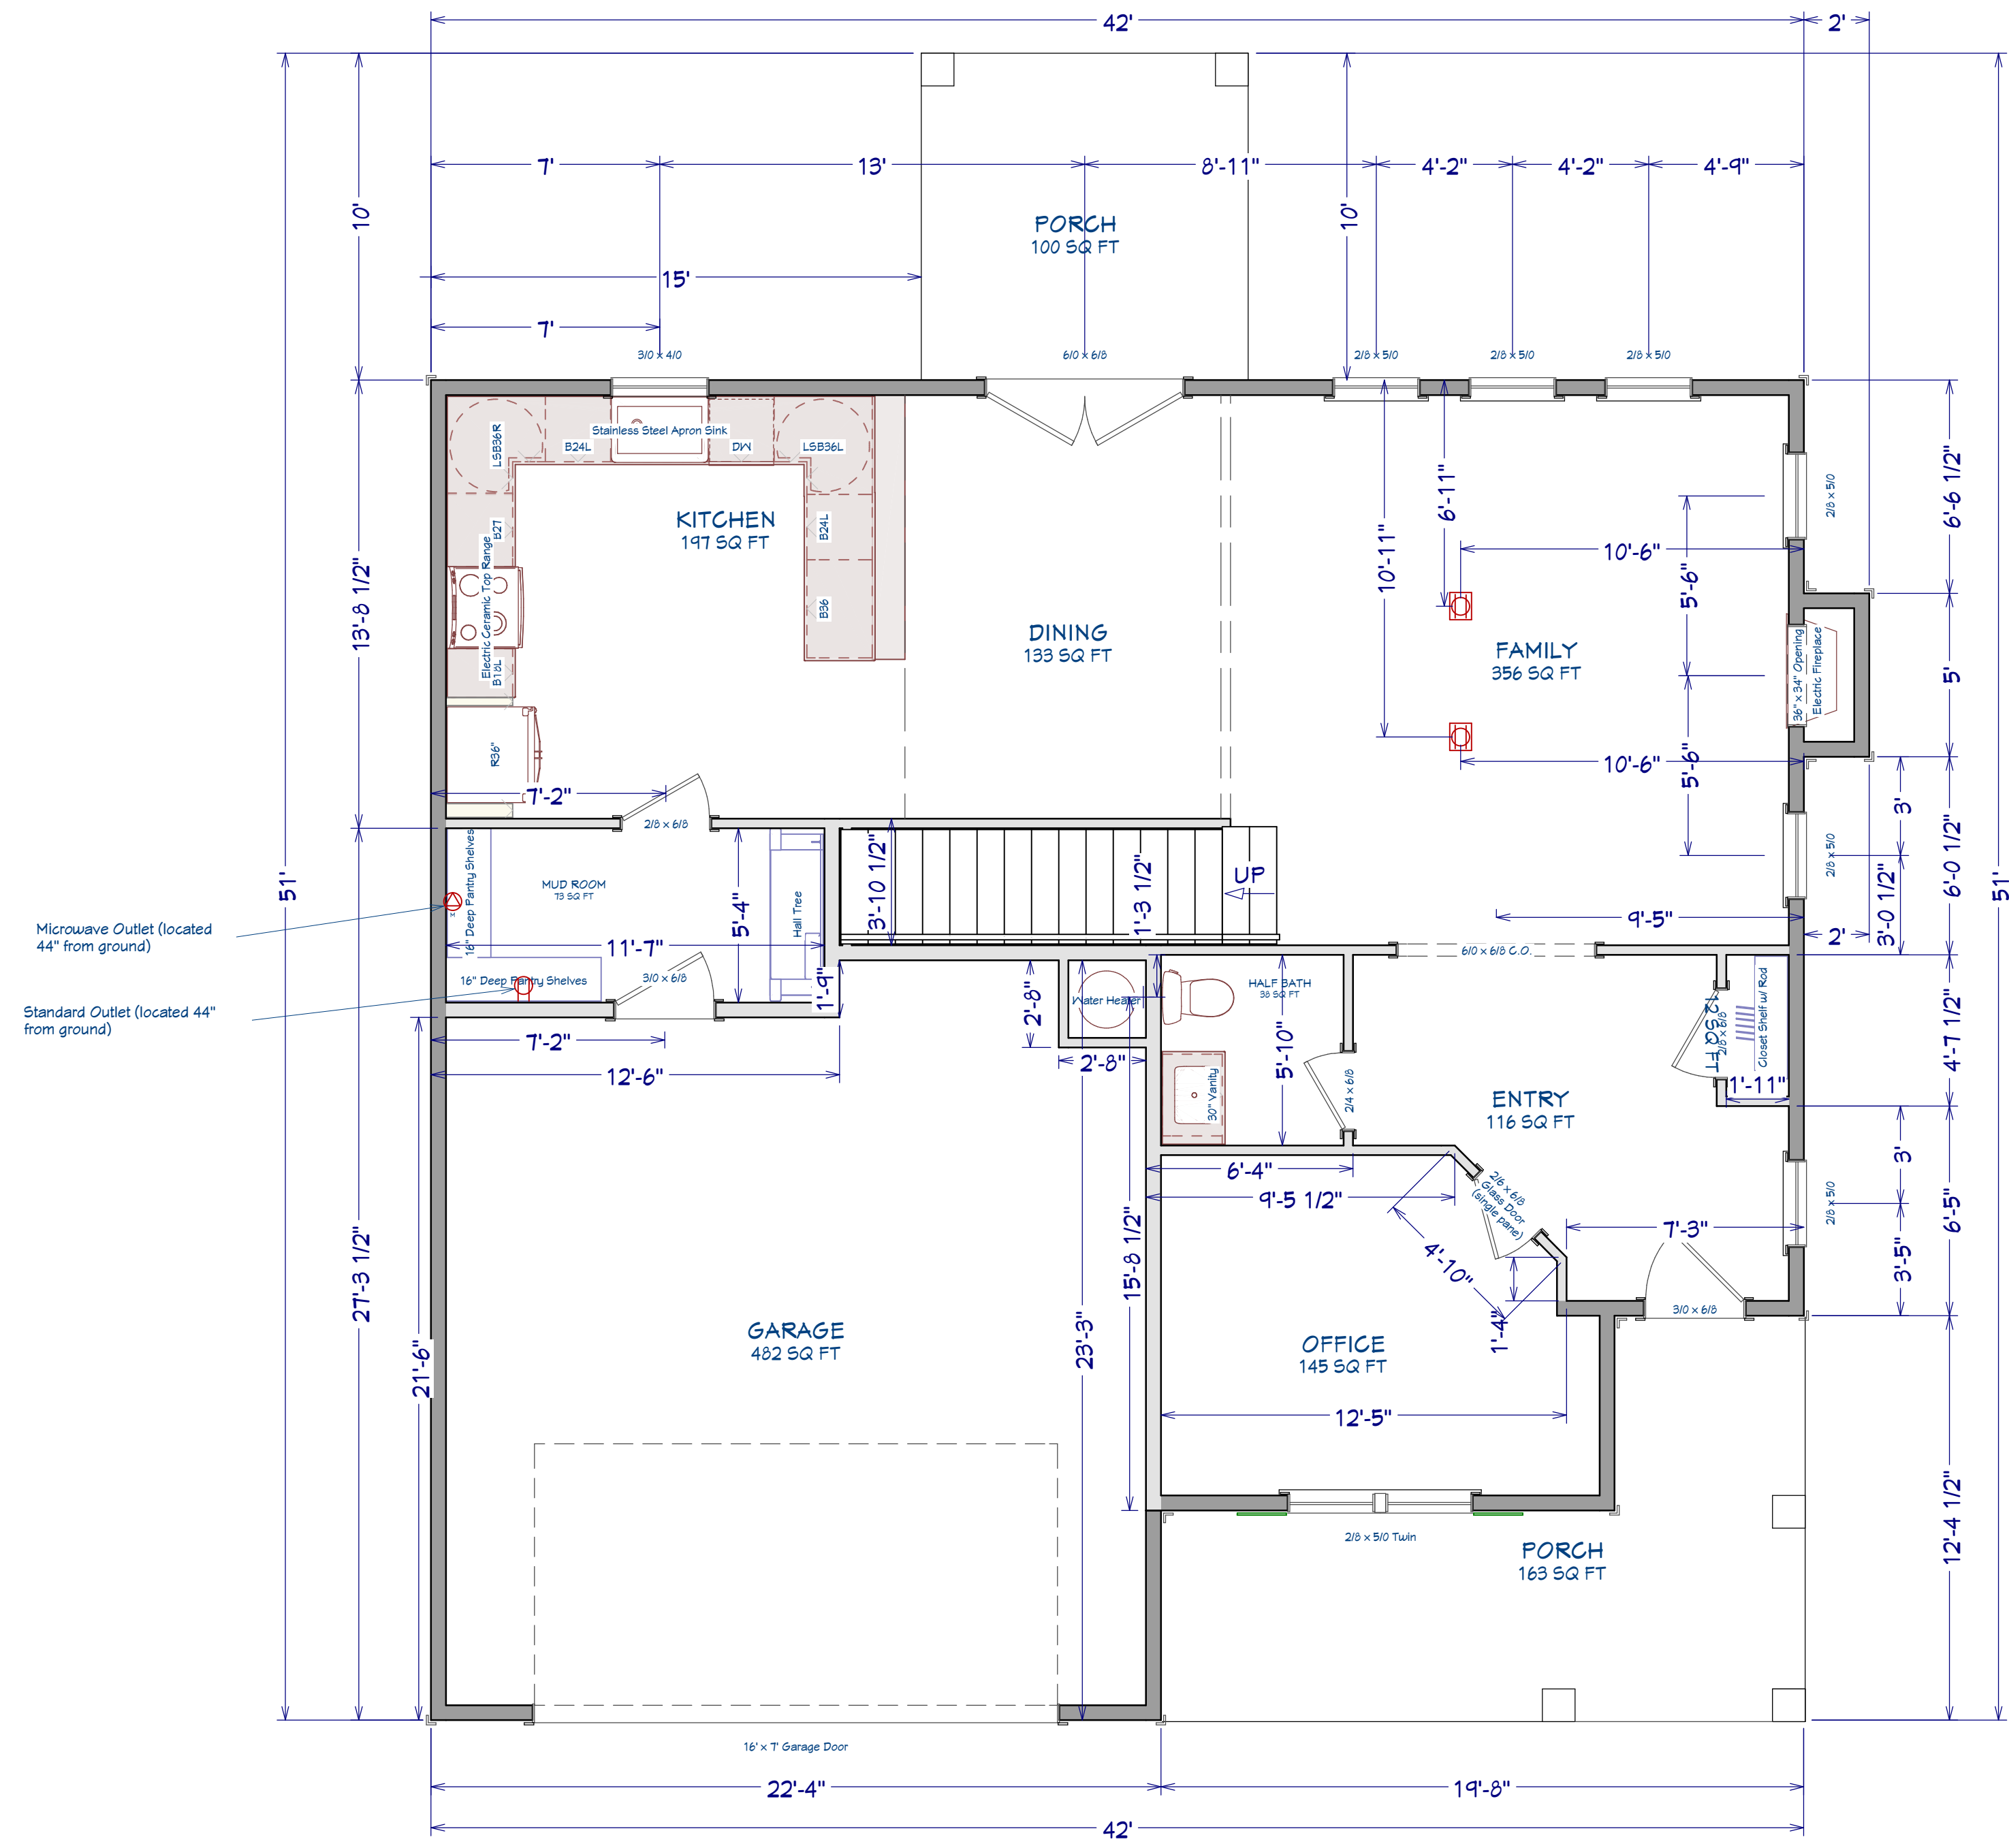 42'
2'
7'
13'
8'-11"
4'-2"
4'-2"
4'-9"
10'
10'
PORCH
100 SQ FT
15'
7'
3/0 x 4/0
6/0 x 6/8
2/8 x 5/0
2/8 x 5/0
2/8 x 5/0
LSB36R
B24L
Stainless Steel Apron Sink
DW
LSB36L
KITCHEN
197 SQ FT
B27
B24L
Electric Ceramic Top Range
B36
B18L
R36"
DINING
133 SQ FT
6'-11"
10'-11"
10'-6"
5'-6"
FAMILY
356 SQ FT
10'-6"
5'-6"
2/8 x 5/0
6'-6 1/2"
36" x 34" Opening
Electric Fireplace
5'
13'-8 1/2"
7'-2"
2/8 x 6/8
16" Deep Pantry Shelves
MUD ROOM
73 SQ FT
5'-4"
Hall Tree
3'-10 1/2"
1'-3 1/2"
UP
2/8 x 5/0
3'
6'-0 1/2"
3'-0 1/2"
9'-5"
2'
51'
51'
Microwave Outlet (located
44" from ground)
11'-7"
16" Deep Pantry Shelves
3/0 x 6/8
1'-9"
6/0 x 6/8 C.O.
Standard Outlet (located 44"
from ground)
7'-2"
12'-6"
2'-8"
Water Heater
2'-8"
HALF BATH
38 SQ FT
5'-10"
30" Vanity
2/4 x 6/8
12 SQ FT
2/8 x 6/8
Closet Shelf w/ Rod
1'-11"
4'-7 1/2"
ENTRY
116 SQ FT
6'-4"
9'-5 1/2"
2/6 x 6/8
Glass Door
(single pane)
4'-10"
7'-3"
1'-4"
3/0 x 6/8
2/8 x 5/0
3'
6'-5"
3'-5"
27'-3 1/2"
21'-6"
GARAGE
482 SQ FT
23'-3"
15'-8 1/2"
OFFICE
145 SQ FT
12'-5"
2/8 x 5/0 Twin
PORCH
163 SQ FT
12'-4 1/2"
16' x 7' Garage Door
22'-4"
19'-8"
42'